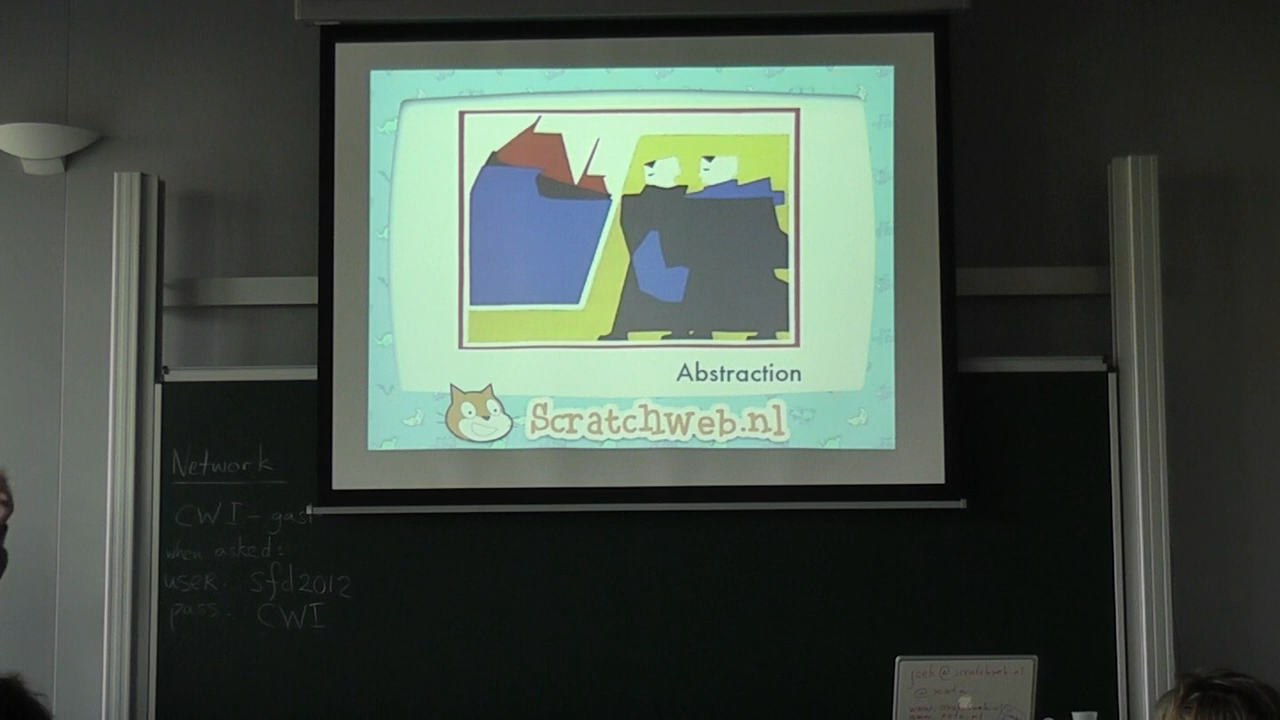 Abstraction
Scratchweb.nl
Network
CWI-gast
when asked:
user. sfd2012
pass. CWI